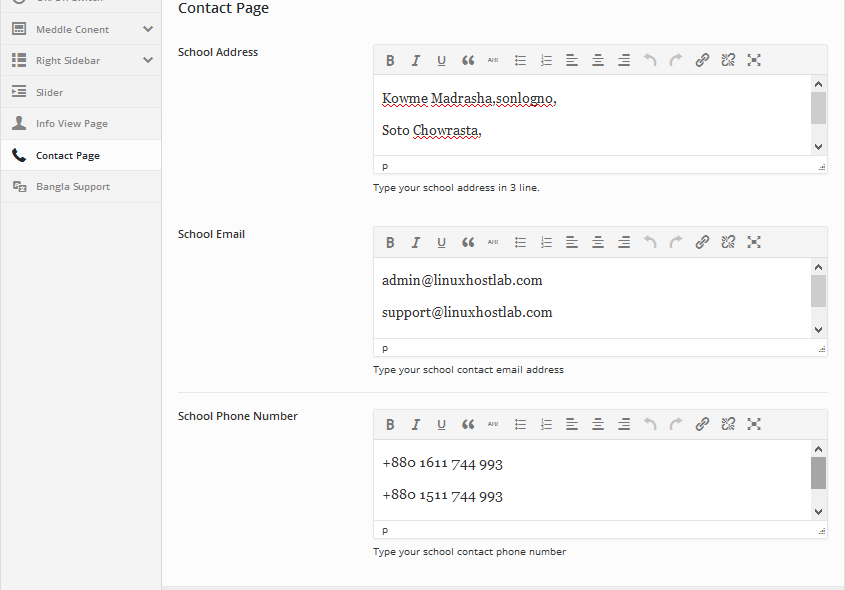 Contact Page
Meddle Conent
Right Sidebar
Slider
Info View Page
Contact Page
Bangla Support
School Address
B I U “ ABC
Kowme Madrasha,sonlogno,
Soto Chowrasta,
p
Type your school address in 3 line.
School Email
B I U “ ABC
admin@linuxhostlab.com
support@linuxhostlab.com
p
Type your school contact email address
School Phone Number
B I U “ ABC
+880 1611 744 993
+880 1511 744 993
p
Type your school contact phone number